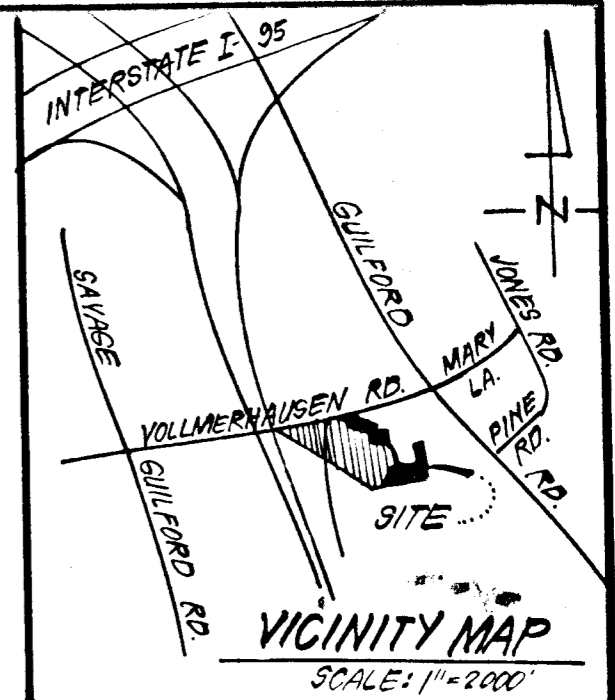 INTERSTATE I-95
GUILFORD
N
SAVAGE
JONES RD.
MARY
LA.
VOLLMERHAUSEN RD.
PINE
RD.
RD.
GUILFORD RD.
SITE
VICINITY MAP
SCALE: 1"=2000'